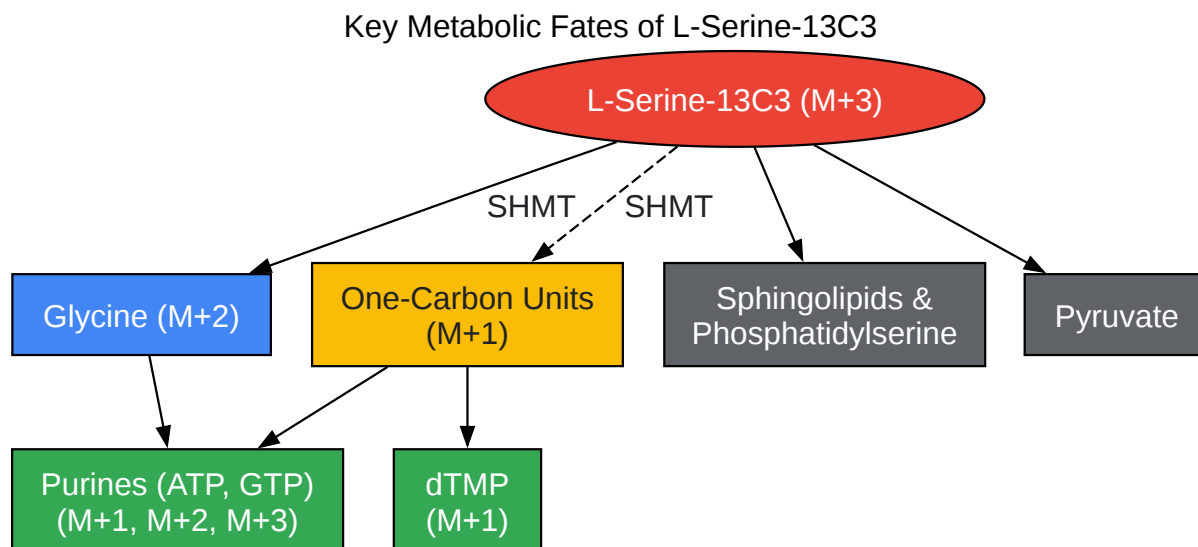 Key Metabolic Fates of L-Serine-13C3
L-Serine-13C3 (M+3)
SHMT
SHMT
Glycine (M+2)
One-Carbon Units
(M+1)
Sphingolipids &
Phosphatidylserine
Pyruvate
Purines (ATP, GTP)
(M+1, M+2, M+3)
dTMP
(M+1)